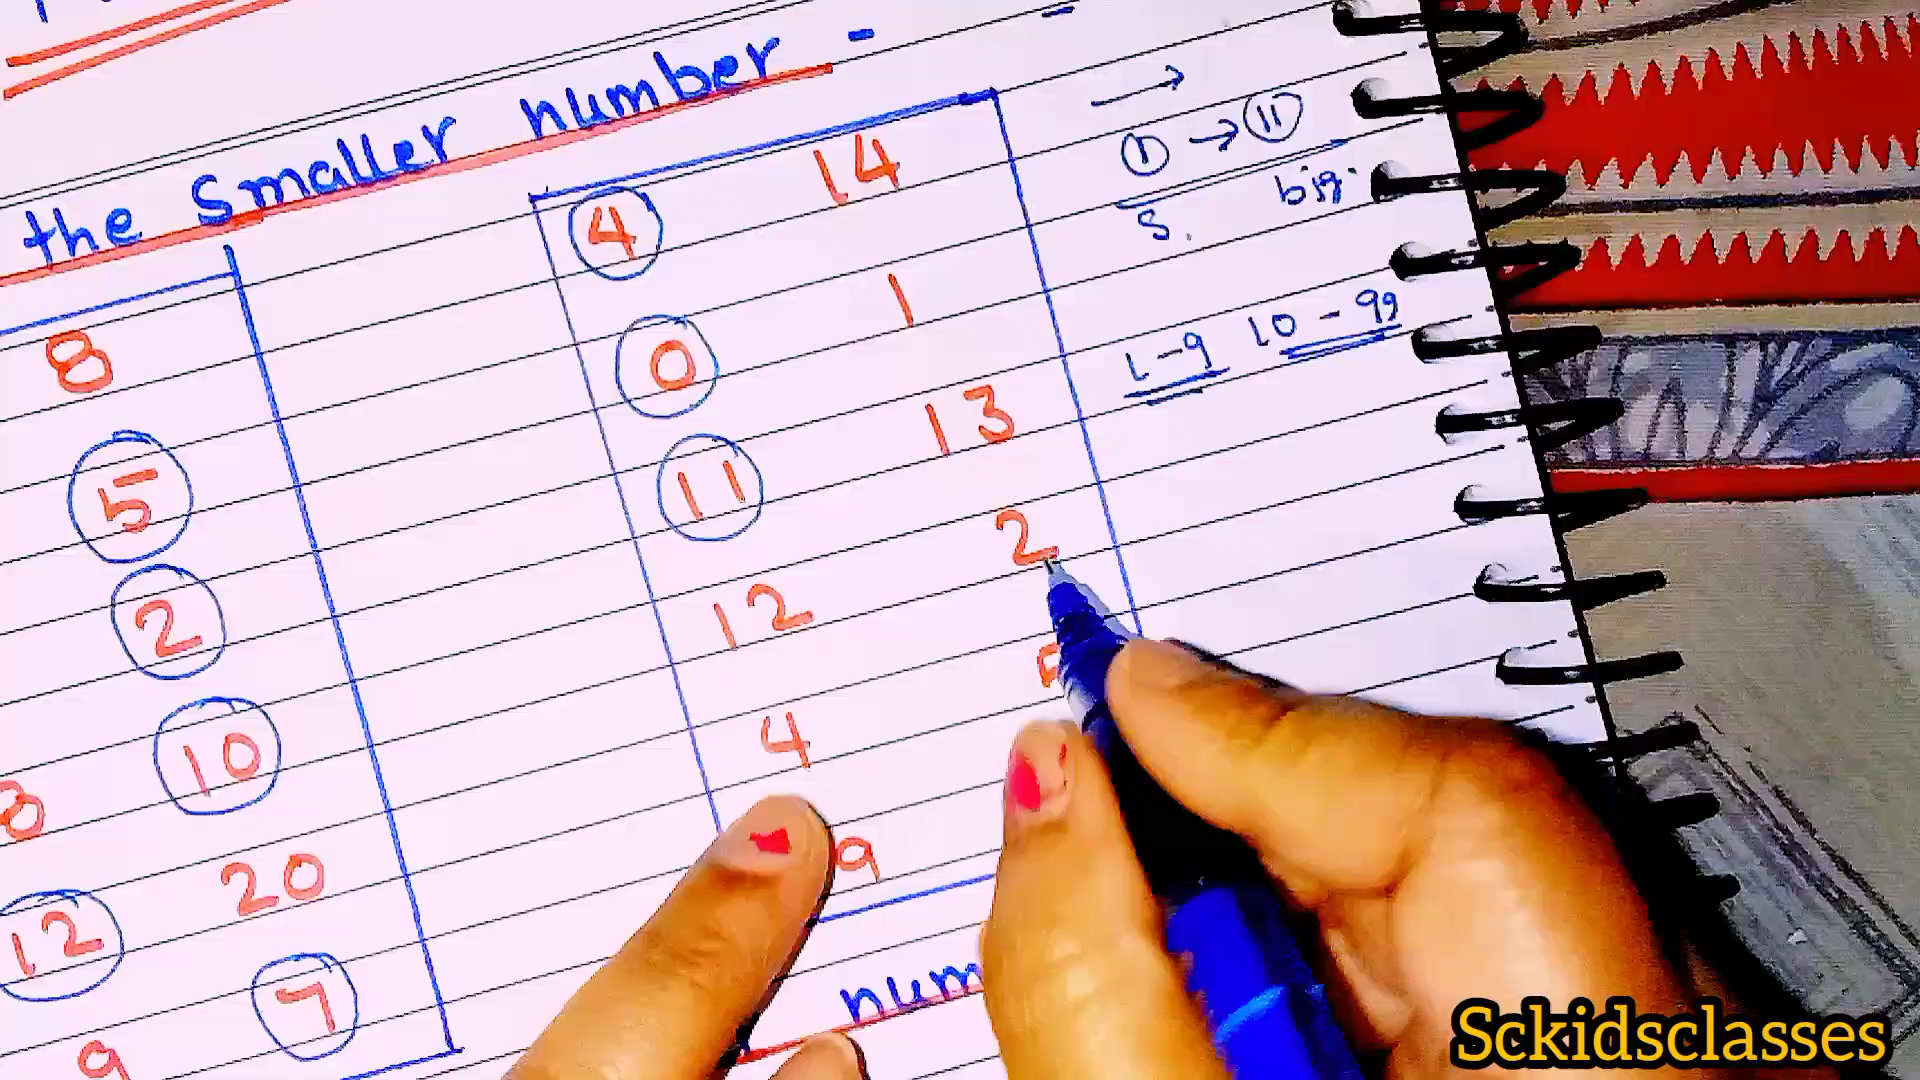 the Smaller number -
4 14
0 1
11 13
12 2
4
9
8
5
2
10
12 20
9 7
num
→
1 → 11
S. big.
1-9 10-99
Sckidsclasses